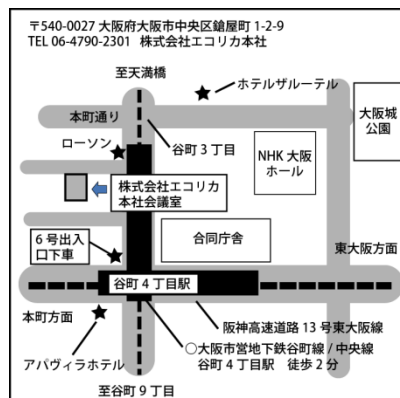 〒540-0027 大阪府大阪市中央区鎗屋町 1-2-9
TEL 06-4790-2301 株式会社エコリカ本社
至天満橋
ホテルザルーテル
本町通り
大阪城
公園
ローソン
谷町 3 丁目
NHK 大阪
ホール
株式会社エコリカ
本社会議室
6 号出入
口下車
合同庁舎
東大阪方面
谷町 4 丁目駅
本町方面
阪神高速道路 13 号東大阪線
○大阪市営地下鉄谷町線 / 中央線
谷町 4 丁目駅 徒歩 2 分
アパヴィラホテル
至谷町 9 丁目